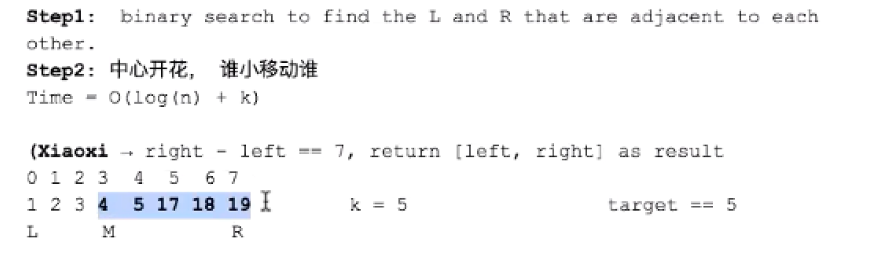 Step1: binary search to find the L and R that are adjacent to each
other.
Step2: 中心开花, 谁小移动谁
Time = O(log(n) + k)
(Xiaoxi → right - left == 7, return [left, right] as result
0 1 2 3 4 5 6 7
1 2 3 4 5 17 18 19 k = 5 target == 5
L M R